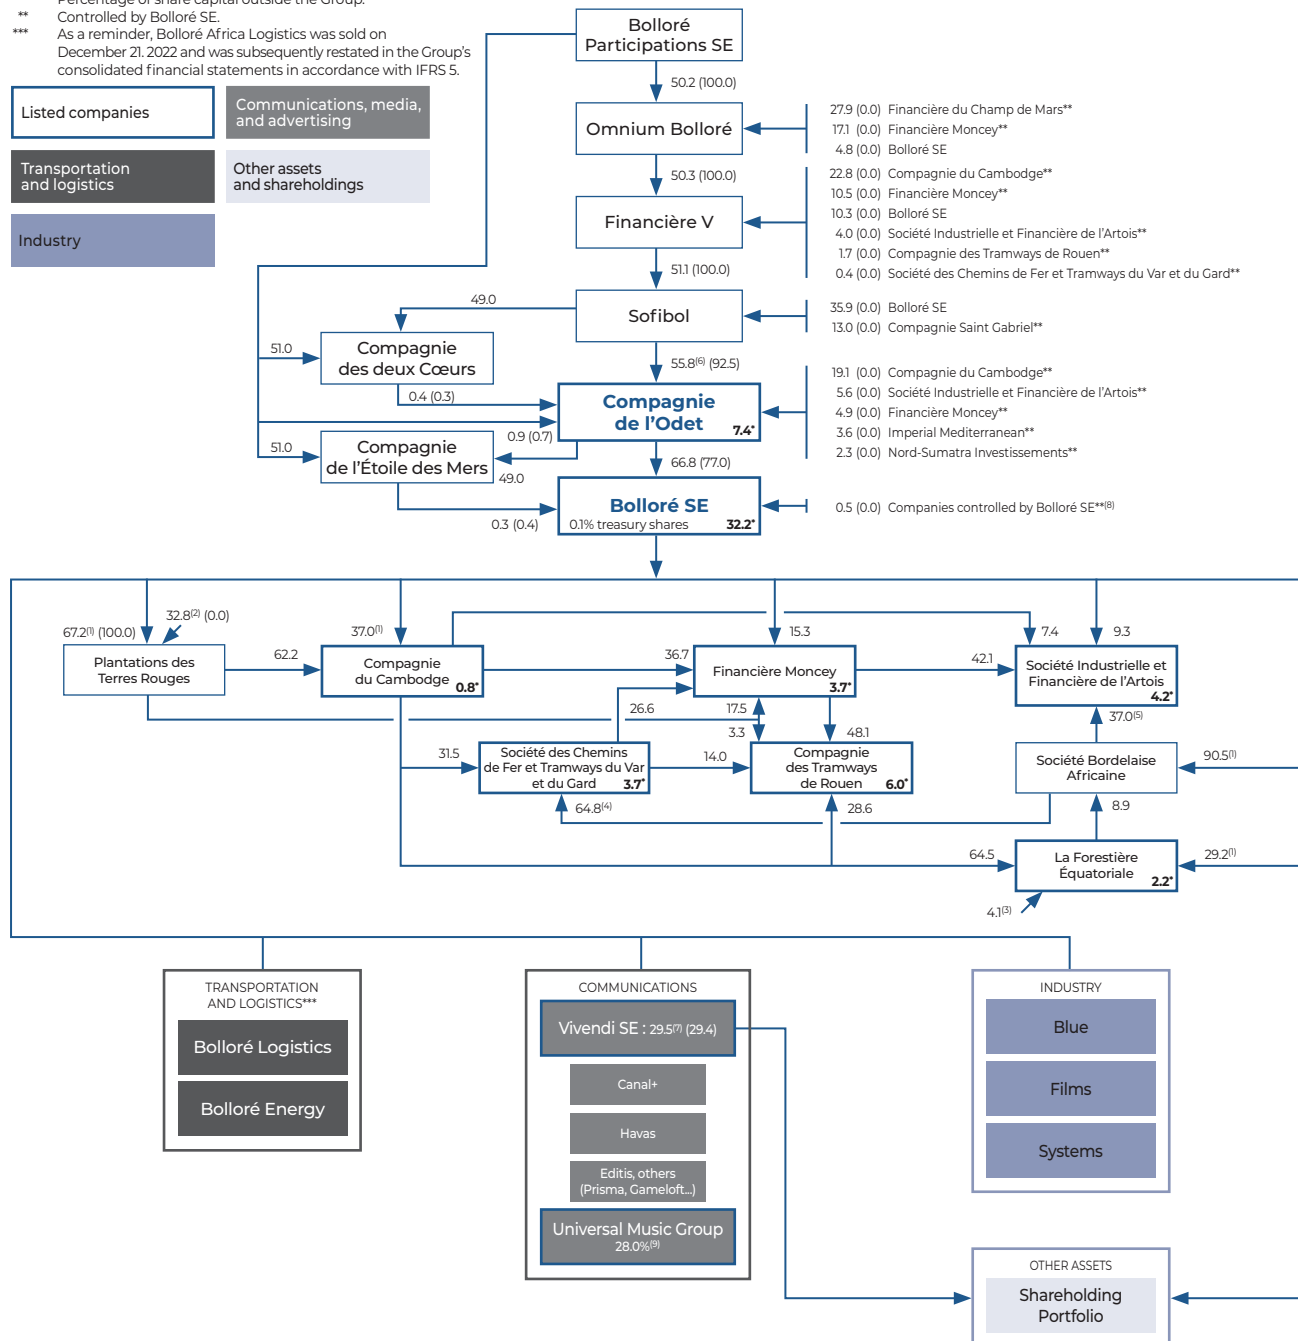 Percentage of share capital outside the Group.
** Controlled by Bolloré SE.
*** As a reminder, Bolloré Africa Logistics was sold on
December 21. 2022 and was subsequently restated in the Group's
consolidated financial statements in accordance with IFRS 5.
Listed companies
Communications, media,
and advertising
Transportation
and logistics
Other assets
and shareholdings
Industry
Bolloré
Participations SE
50.2 (100.0)
Omnium Bolloré
27.9 (0.0) Financière du Champ de Mars**
17.1 (0.0) Financière Moncey**
4.8 (0.0) Bolloré SE
50.3 (100.0)
Financière V
22.8 (0.0) Compagnie du Cambodge**
10.5 (0.0) Financière Moncey**
10.3 (0.0) Bolloré SE
4.0 (0.0) Société Industrielle et Financière de l'Artois**
1.7 (0.0) Compagnie des Tramways de Rouen**
0.4 (0.0) Société des Chemins de Fer et Tramways du Var et du Gard**
51.1 (100.0)
49.0
Sofibol
35.9 (0.0) Bolloré SE
13.0 (0.0) Compagnie Saint Gabriel**
51.0
Compagnie
des deux Cœurs
55.8(6) (92.5)
0.4 (0.3)
Compagnie
de l'Odet
7.4*
19.1 (0.0) Compagnie du Cambodge**
5.6 (0.0) Société Industrielle et Financière de l'Artois**
4.9 (0.0) Financière Moncey**
3.6 (0.0) Imperial Mediterranean**
2.3 (0.0) Nord-Sumatra Investissements**
0.9 (0.7)
51.0
Compagnie
de l'Étoile des Mers
49.0
66.8 (77.0)
Bolloré SE
0.1% treasury shares 32.2*
0.3 (0.4)
0.5 (0.0) Companies controlled by Bolloré SE**(8)
67.2(1) (100.0)
32.8(2) (0.0)
37.0(1)
15.3
7.4
9.3
Plantations des
Terres Rouges
62.2
Compagnie
du Cambodge
0.8*
36.7
Financière Moncey
3.7*
42.1
Société Industrielle et
Financière de l'Artois
4.2*
26.6
17.5
3.3
48.1
37.0(5)
31.5
Société des Chemins
de Fer et Tramways du Var
et du Gard
3.7*
14.0
Compagnie
des Tramways
de Rouen
6.0*
Société Bordelaise
Africaine
90.5(1)
64.8(4)
28.6
8.9
64.5
La Forestière
Équatoriale
2.2*
29.2(1)
4.1(3)
TRANSPORTATION
AND LOGISTICS***
Bolloré Logistics
Bolloré Energy
COMMUNICATIONS
Vivendi SE : 29.5(7) (29.4)
Canal+
Havas
Editis, others
(Prisma, Gameloft...)
Universal Music Group
28.0%(9)
INDUSTRY
Blue
Films
Systems
OTHER ASSETS
Shareholding
Portfolio